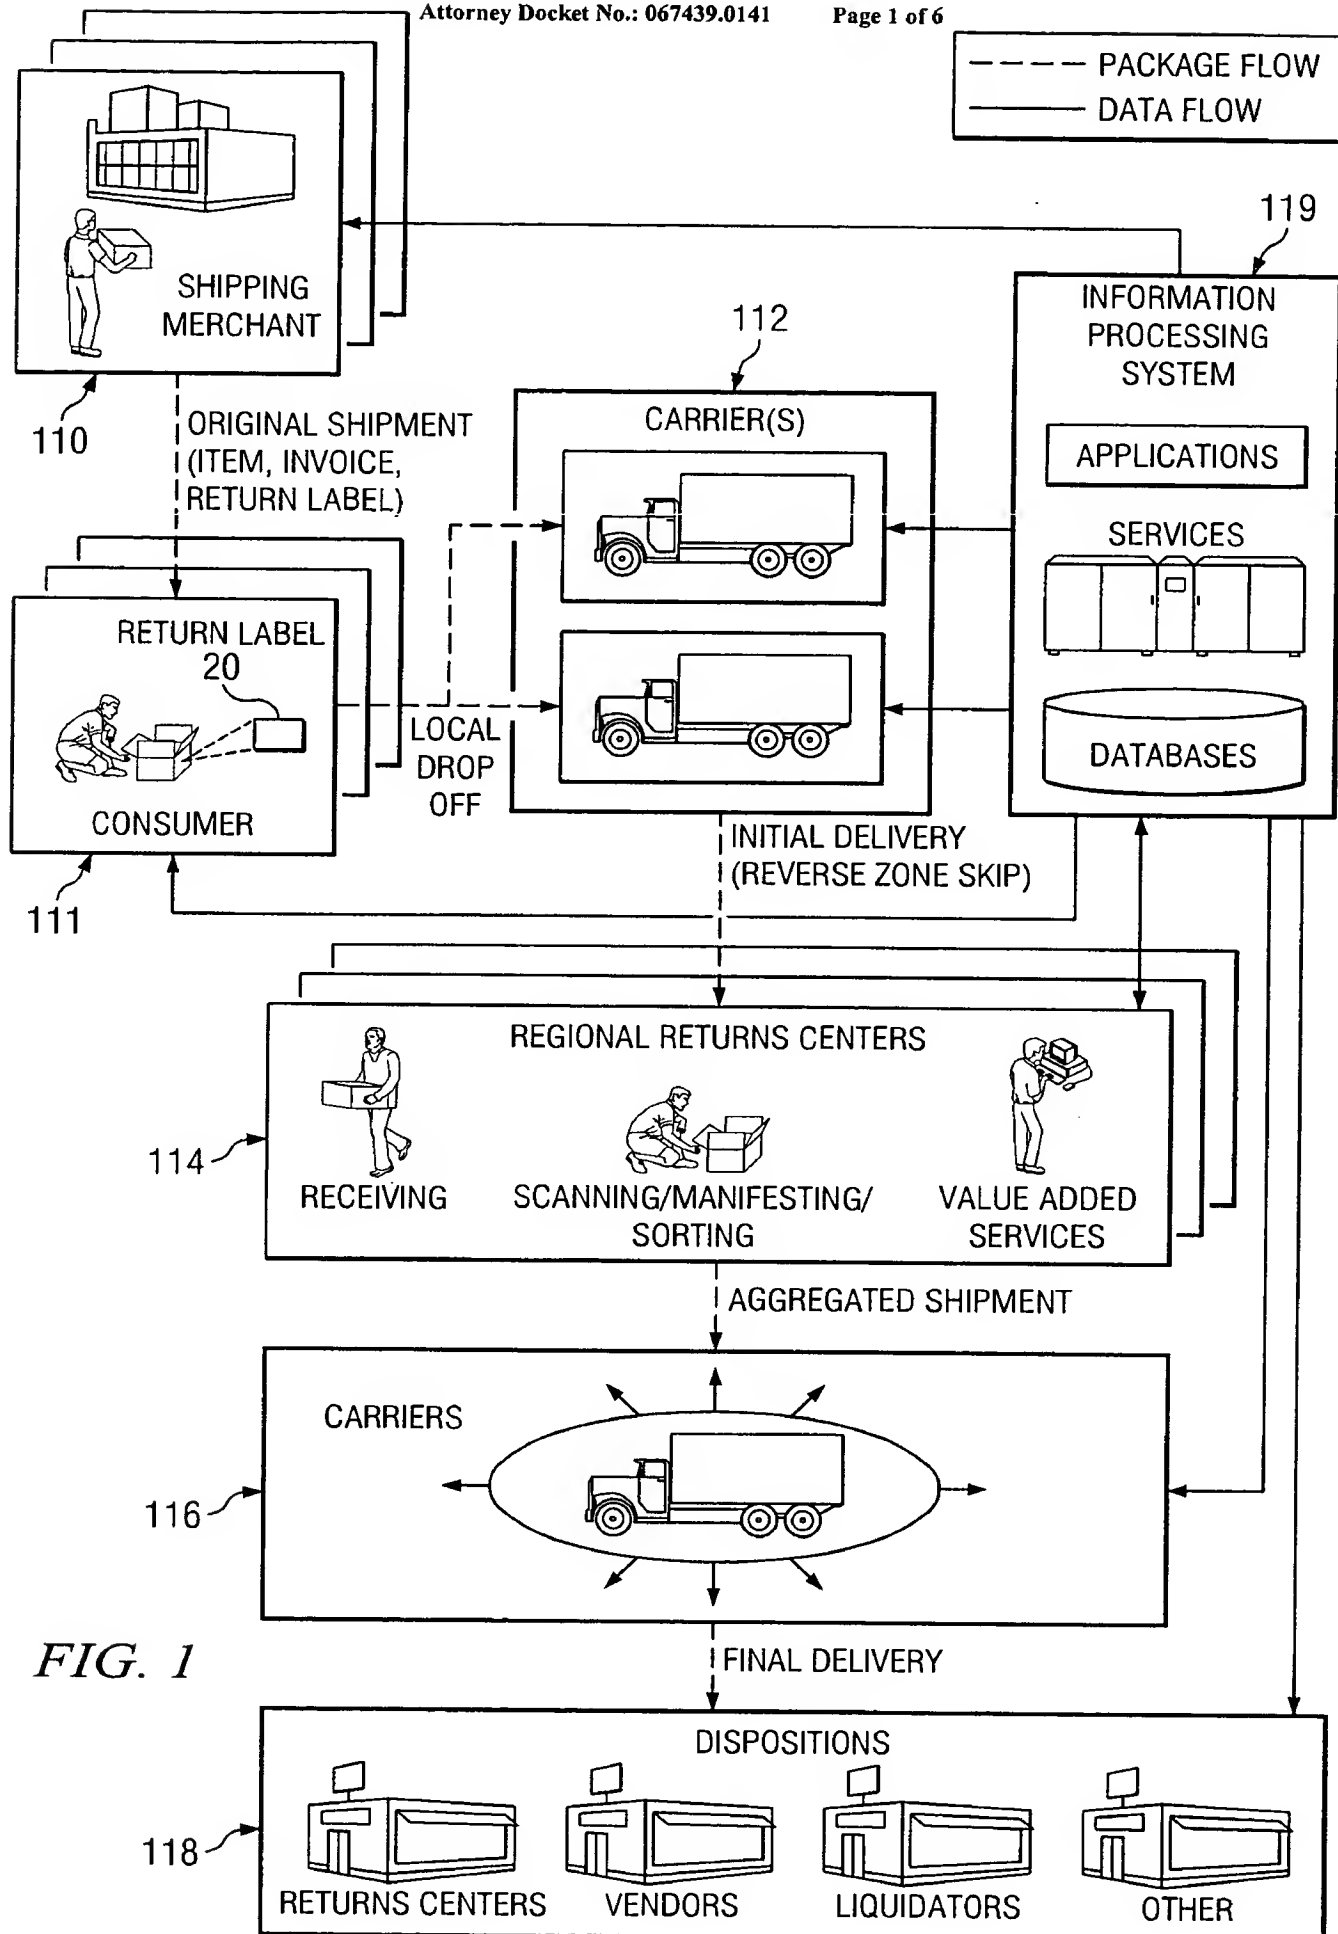 Attorney Docket No.: 067439.0141 Page 1 of 6
PACKAGE FLOW
DATA FLOW
119
SHIPPING
MERCHANT
110
INFORMATION
PROCESSING
SYSTEM
APPLICATIONS
SERVICES
DATABASES
112
CARRIER(S)
ORIGINAL SHIPMENT
(ITEM, INVOICE,
RETURN LABEL)
RETURN LABEL
20
CONSUMER
111
LOCAL
DROP
OFF
INITIAL DELIVERY
(REVERSE ZONE SKIP)
REGIONAL RETURNS CENTERS
114
RECEIVING
SCANNING/MANIFESTING/
SORTING
VALUE ADDED
SERVICES
AGGREGATED SHIPMENT
CARRIERS
116
FINAL DELIVERY
FIG. 1
DISPOSITIONS
118
RETURNS CENTERS
VENDORS
LIQUIDATORS
OTHER